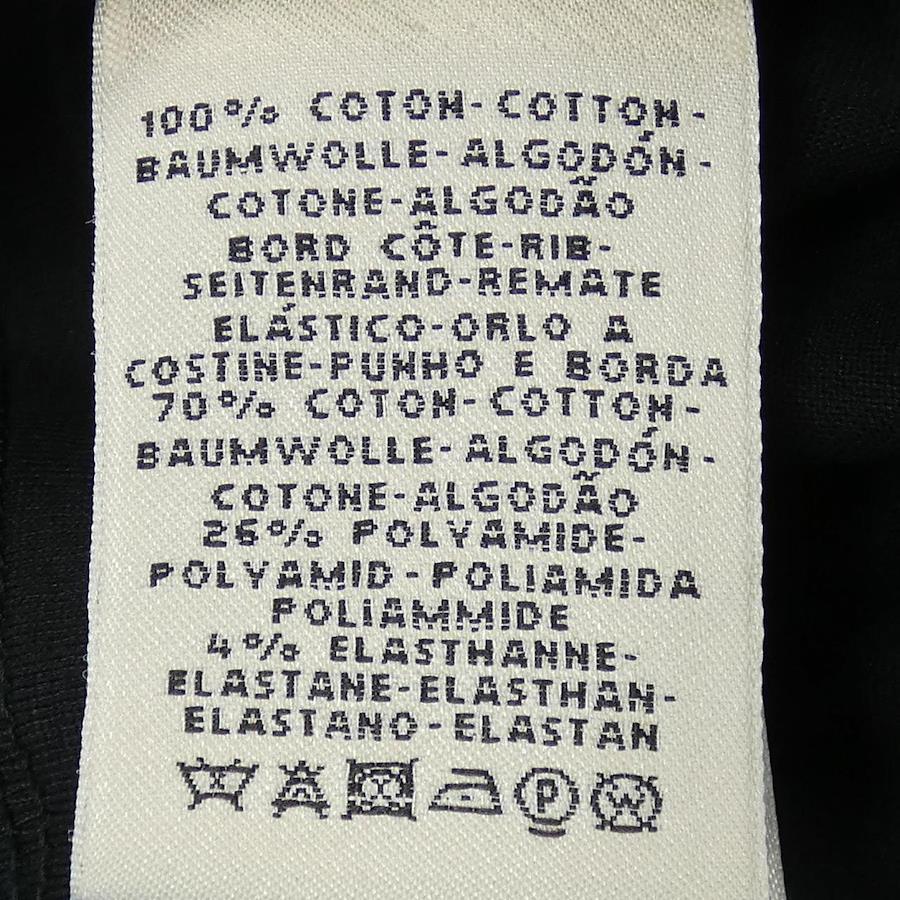 100% COTON-COTTON-
BAUMWOLLE-ALGODÓN-
COTONE-ALGODÃO
BORD CÔTE-RIB-
SEITENRAND-REMATE
ELÁSTICO-ORLO A
COSTINE-PUNHO E BORDA
70% COTON-COTTON-
BAUMWOLLE-ALGODÓN-
COTONE-ALGODÃO
26% POLYAMIDE-
POLYAMID-POLIAMIDA
POLIAMMIDE
4% ELASTHANNE-
ELASTANE-ELASTHAN-
ELASTANO-ELASTAN
P W